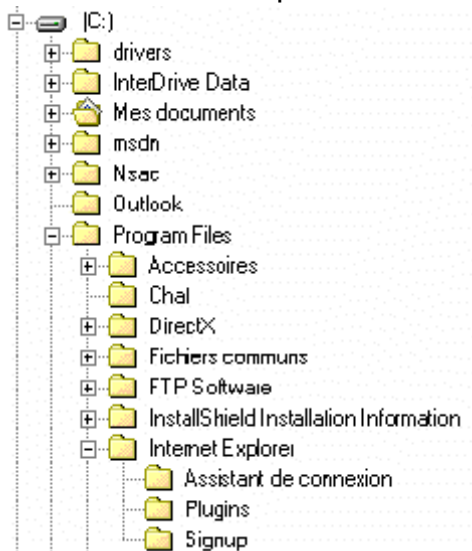 (C:)
drivers
InterDrive Data
Mes documents
msdn
Nsac
Outlook
Program Files
Accessoires
Chat
DirectX
Fichiers communs
FTP Software
InstallShield Installation Information
Internet Explorer
Assistant de connexion
Plugins
Signup